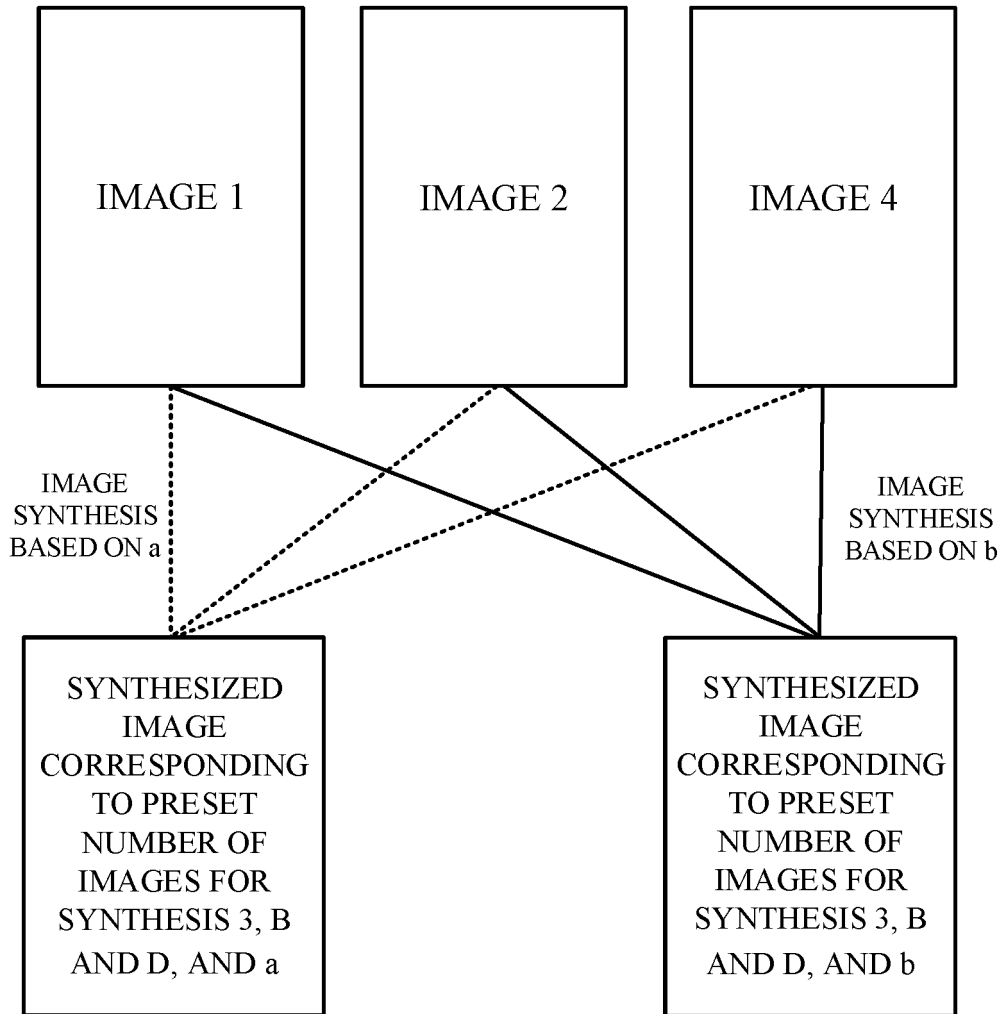 IMAGE 1
IMAGE 2
IMAGE 4
IMAGE
SYNTHESIS
BASED ON a
IMAGE
SYNTHESIS
BASED ON b
SYNTHESIZED
IMAGE
CORRESPONDING
TO PRESET
NUMBER OF
IMAGES FOR
SYNTHESIS 3, B
AND D, AND a
SYNTHESIZED
IMAGE
CORRESPONDING
TO PRESET
NUMBER OF
IMAGES FOR
SYNTHESIS 3, B
AND D, AND b